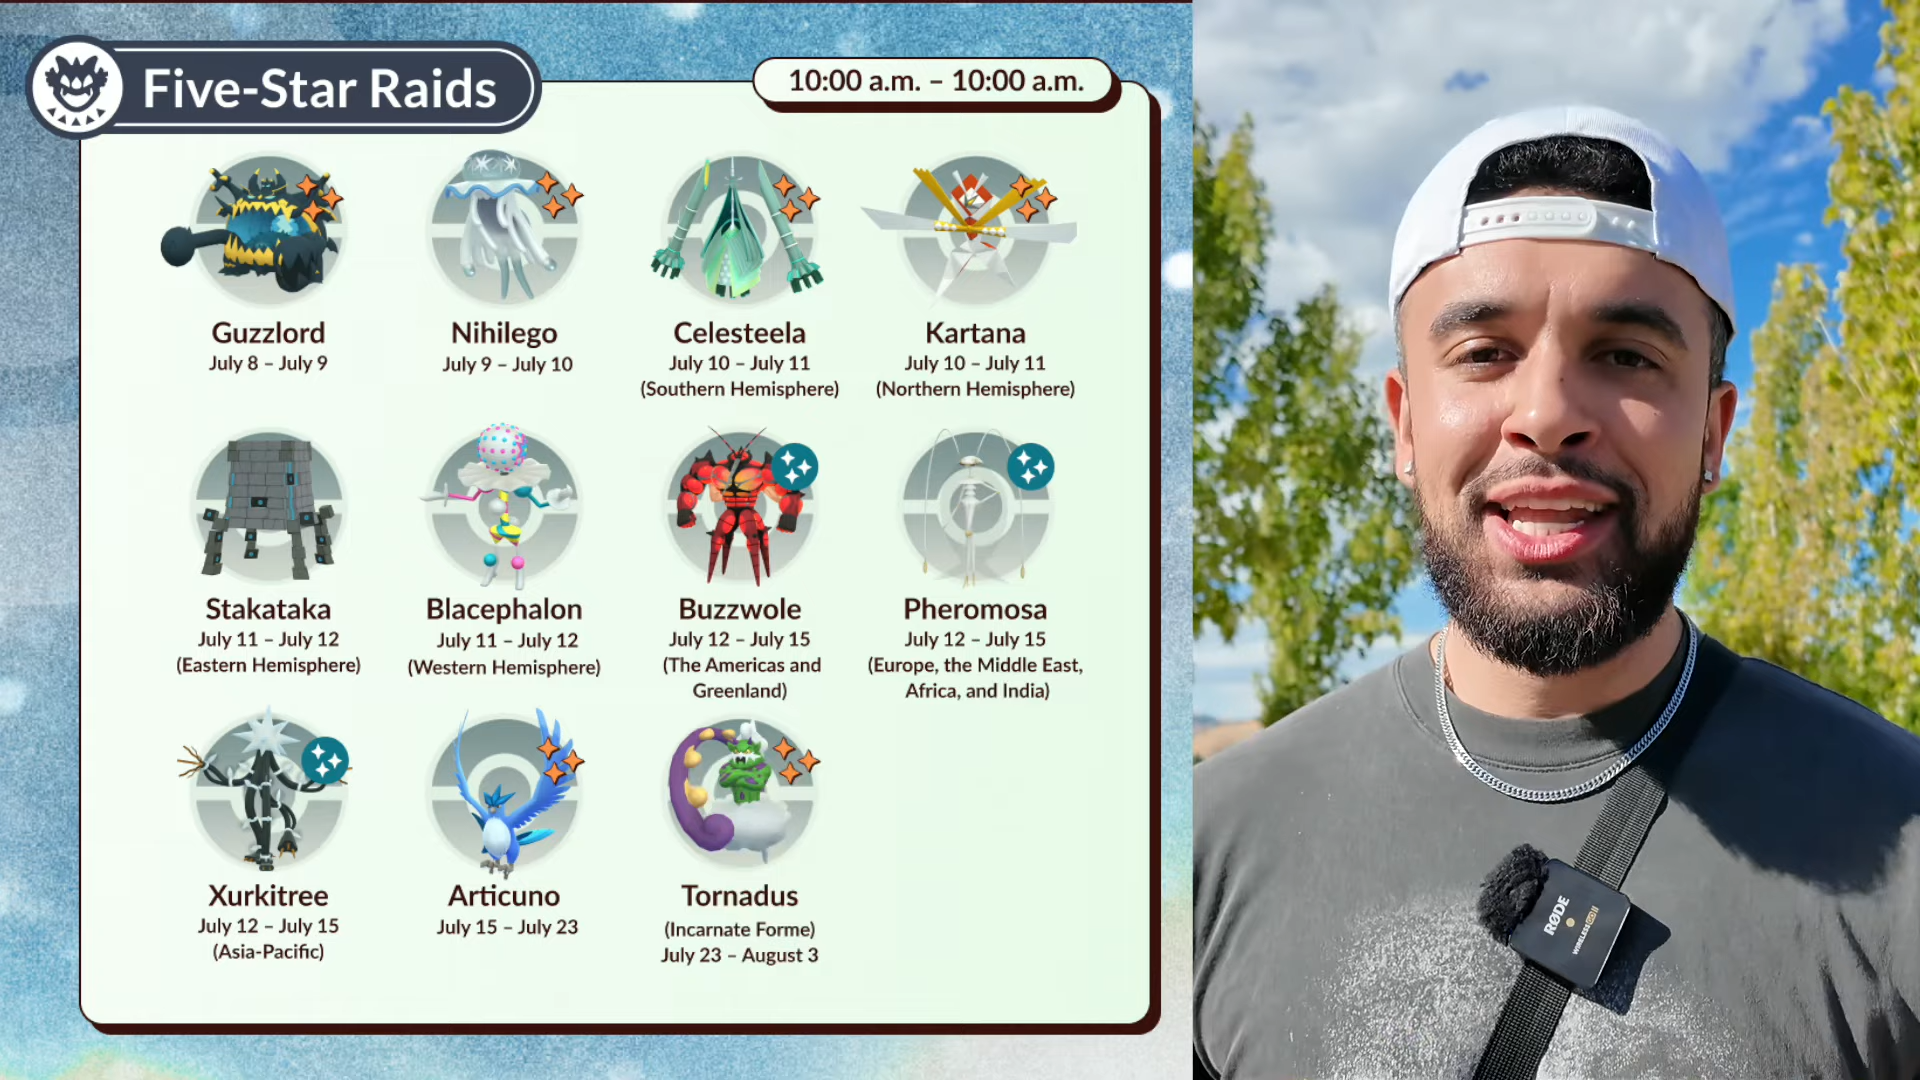 Five-Star Raids
10:00 a.m. – 10:00 a.m.
Guzzlord
July 8 – July 9
Nihilego
July 9 – July 10
Celesteela
July 10 – July 11
(Southern Hemisphere)
Kartana
July 10 – July 11
(Northern Hemisphere)
Stakataka
July 11 – July 12
(Eastern Hemisphere)
Blacephalon
July 11 – July 12
(Western Hemisphere)
Buzzwole
July 12 – July 15
(The Americas and
Greenland)
Pheromosa
July 12 – July 15
(Europe, the Middle East,
Africa, and India)
Xurkitree
July 12 – July 15
(Asia-Pacific)
Articuno
July 15 – July 23
Tornadus
(Incarnate Forme)
July 23 – August 3
RØDE
WIRELESS GO II